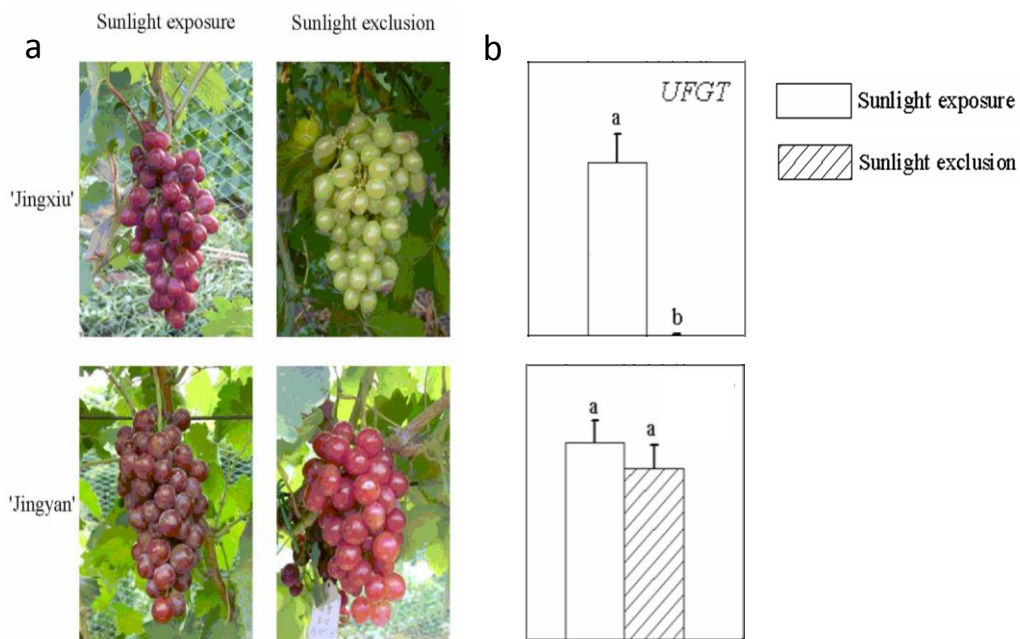 Sunlight exposure
Sunlight exclusion
a
b
'Jingxiu'
UFGT
a
b
Sunlight exposure
Sunlight exclusion
'Jingyan'
a
a